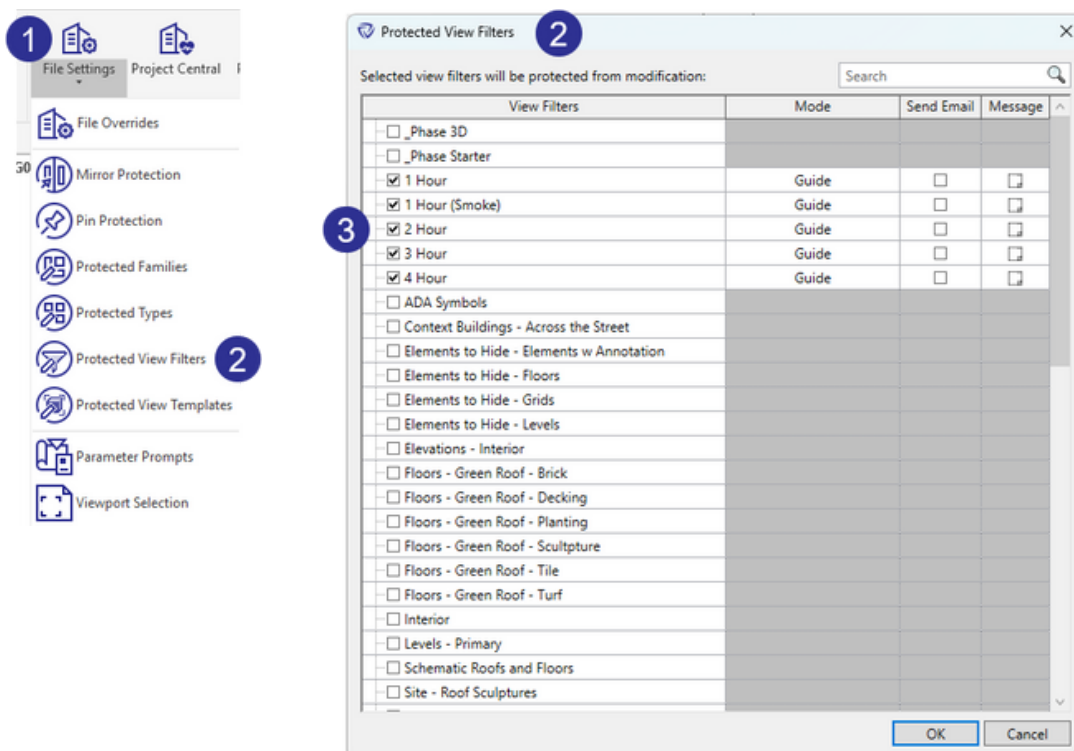 1
File Settings
Project Central
File Overrides
Mirror Protection
Pin Protection
Protected Families
Protected Types
Protected View Filters
2
Protected View Templates
Parameter Prompts
Viewport Selection
Protected View Filters
2
Selected view filters will be protected from modification:
Search
View Filters Mode Send Email Message
_Phase 3D
_Phase Starter
1 Hour Guide
1 Hour (Smoke) Guide
3
2 Hour Guide
3 Hour Guide
4 Hour Guide
ADA Symbols
Context Buildings - Across the Street
Elements to Hide - Elements w Annotation
Elements to Hide - Floors
Elements to Hide - Grids
Elements to Hide - Levels
Elevations - Interior
Floors - Green Roof - Brick
Floors - Green Roof - Decking
Floors - Green Roof - Planting
Floors - Green Roof - Scultpture
Floors - Green Roof - Tile
Floors - Green Roof - Turf
Interior
Levels - Primary
Schematic Roofs and Floors
Site - Roof Sculptures
OK Cancel